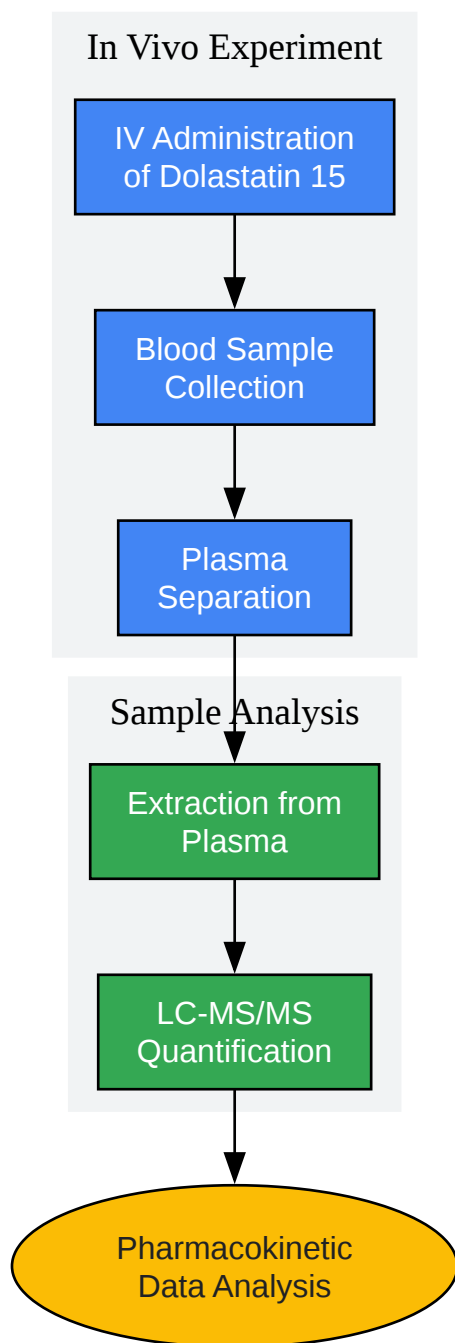 In Vivo Experiment
IV Administration
of Dolastatin 15
Blood Sample
Collection
Plasma
Separation
Sample Analysis
Extraction from
Plasma
LC-MS/MS
Quantification
Pharmacokinetic
Data Analysis